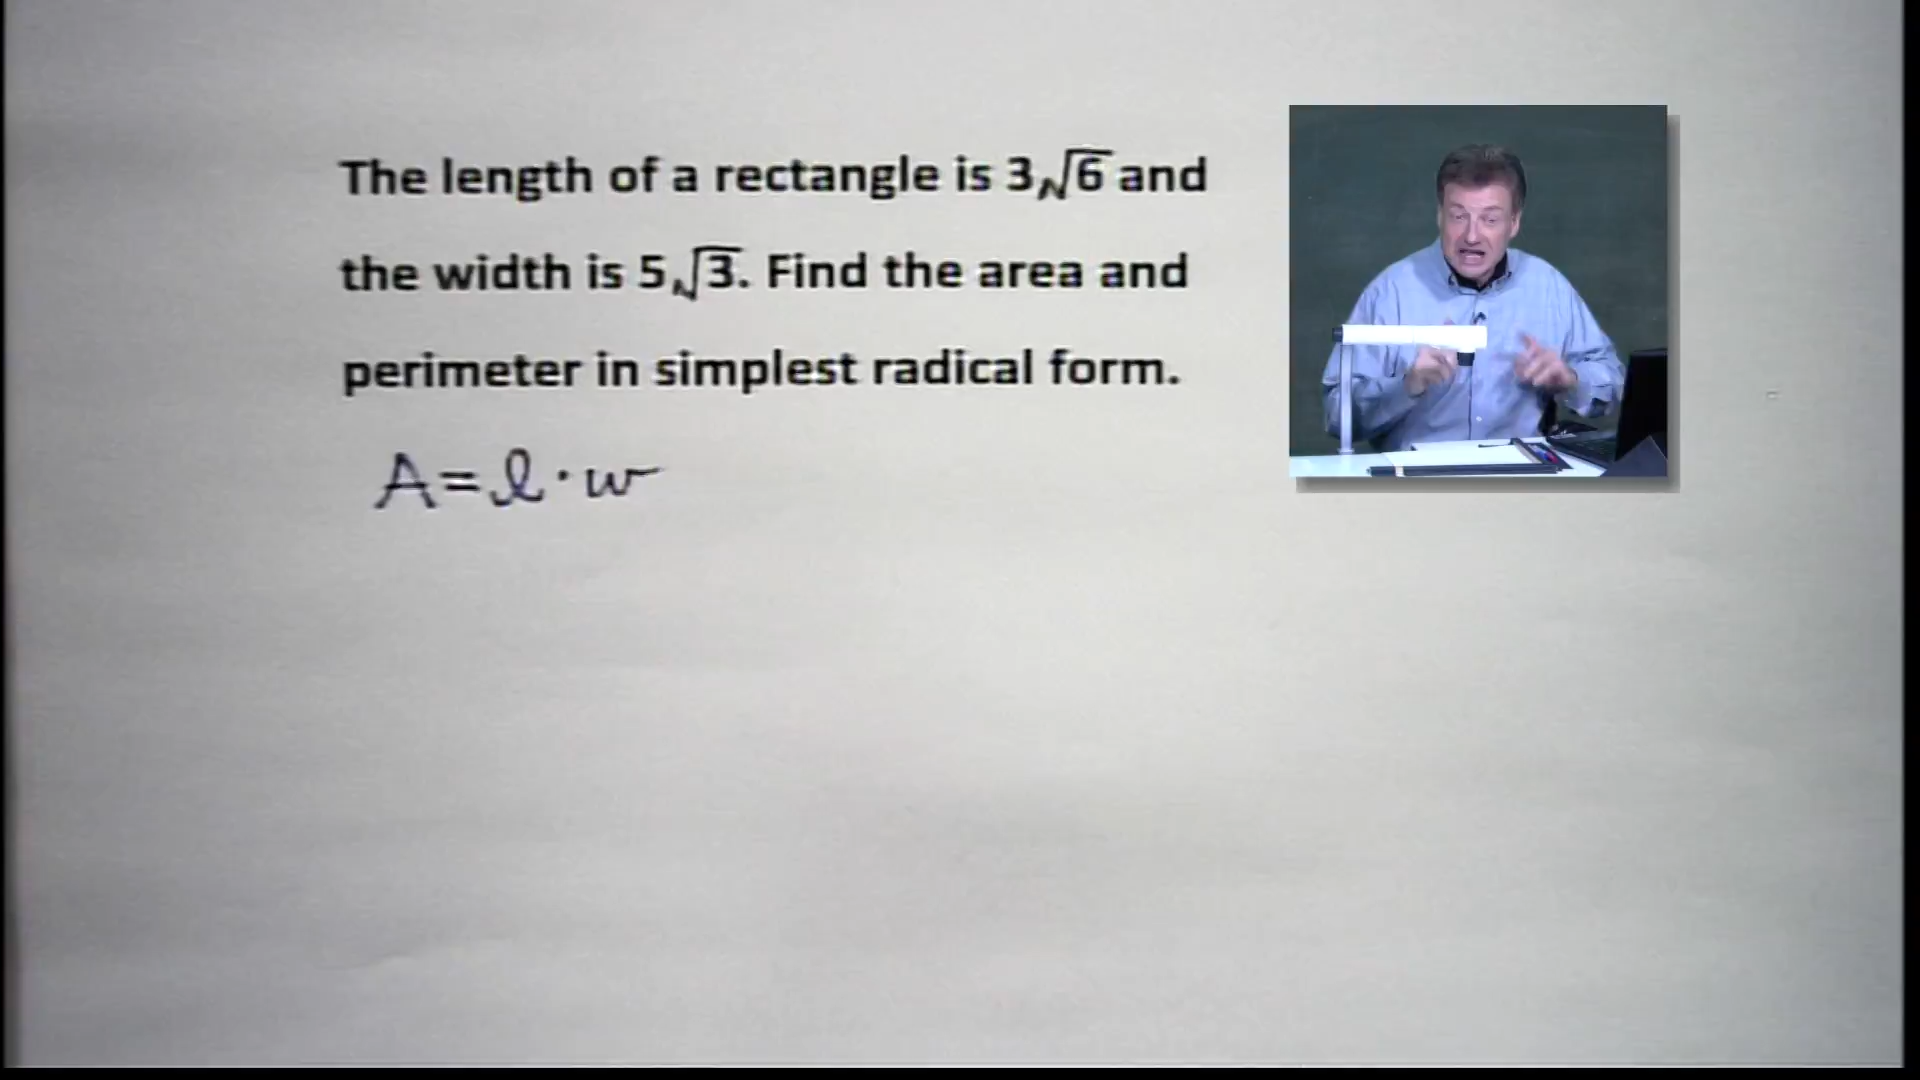 The length of a rectangle is 3√6 and
the width is 5√3. Find the area and
perimeter in simplest radical form.
A = l · w